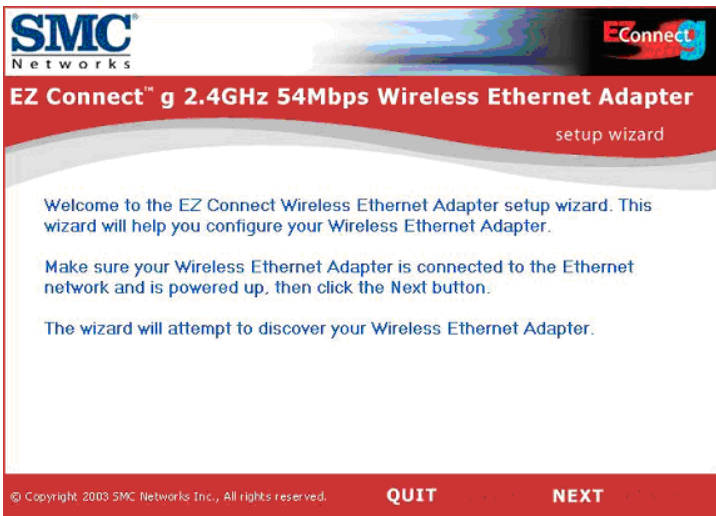 SMC®
Networks
EZConnect g
EZ Connect™ g 2.4GHz 54Mbps Wireless Ethernet Adapter
setup wizard
Welcome to the EZ Connect Wireless Ethernet Adapter setup wizard. This
wizard will help you configure your Wireless Ethernet Adapter.
Make sure your Wireless Ethernet Adapter is connected to the Ethernet
network and is powered up, then click the Next button.
The wizard will attempt to discover your Wireless Ethernet Adapter.
© Copyright 2003 SMC Networks Inc., All rights reserved.
QUIT
NEXT